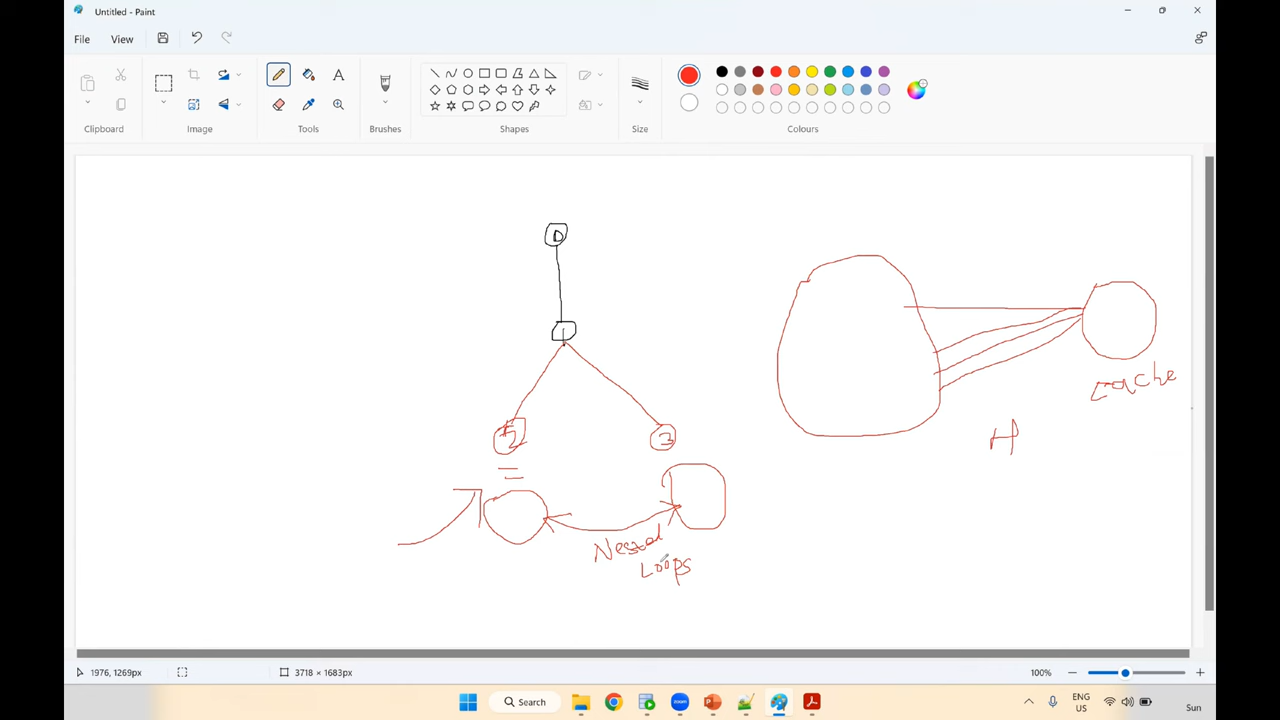 Untitled - Paint
File View
Clipboard Image Tools Brushes Shapes Size Colours
A
D
1
2 3
Nested
Loops
cache
H
1976, 1269px 3718 × 1683px 100%
Search ENG
US Sun